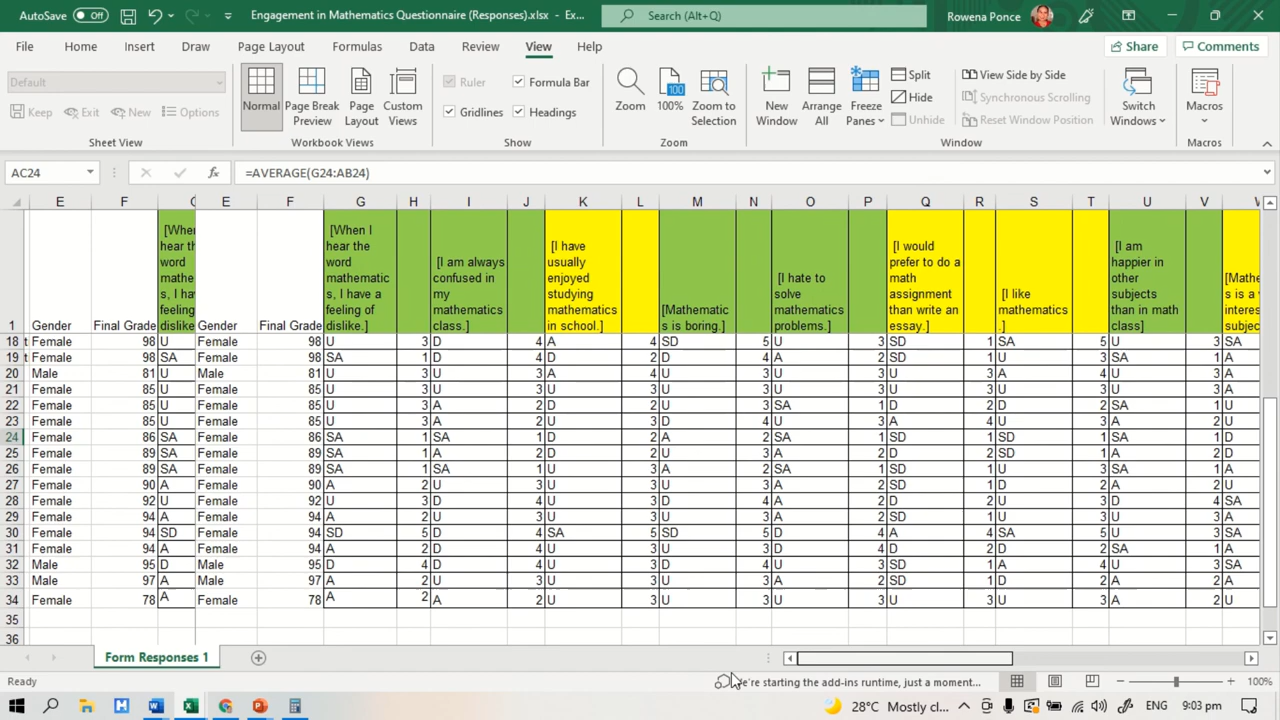 AutoSave Off Engagement in Mathematics Questionnaire (Responses).xlsx - Ex... Search (Alt+Q) Rowena Ponce
File Home Insert Draw Page Layout Formulas Data Review View Help Share Comments
Default Ruler Formula Bar View Side by Side
Keep Exit New Options Gridlines Headings
Normal Page Break Preview Page Layout Custom Views Zoom 100% Zoom to Selection New Window Arrange All Freeze Panes Split Hide Unhide Synchronous Scrolling Reset Window Position Switch Windows Macros
Sheet View Workbook Views Show Zoom Window Macros
AC24 fx =AVERAGE(G24:AB24)
E F E F G H I J K L M N O P Q R S T U V
1 Gender Final Grade Gender Final Grade [When I hear the word mathematics, I have a feeling of dislike.] [I am always confused in my mathematics class.] [I have usually enjoyed studying mathematics in school.] [Mathematics is boring.] [I hate to solve mathematics problems.] [I would prefer to do a math assignment than write an essay.] [I like mathematics.] [I am happier in other subjects than in math class]
18 t Female 98 U Female 98 U 3 D 4 A 4 SD 5 U 3 SD 1 SA 5 U 3 SA
19 t Female 98 SA Female 98 SA 1 D 4 D 2 D 4 U 3 SD 1 U 3 SA 1 A
20 Male 81 U Male 81 U 3 U 3 A 4 U 3 U 3 U 3 A 4 U 3 A
21 Female 85 U Female 85 U 3 U 3 U 3 U 3 U 3 U 3 U 3 U 3 A
22 Female 85 U Female 85 U 3 A 2 D 2 U 3 SA 1 D 2 D 2 SA 1 U
23 Female 85 U Female 85 U 3 A 2 U 3 D 4 U 3 A 4 U 3 U 3 U
24 Female 86 SA Female 86 SA 1 SA 1 D 2 A 2 SA 1 SD 1 SD 1 SA 1 D
25 Female 89 SA Female 89 SA 1 A 2 D 2 U 3 A 2 D 2 SD 1 A 2 D
26 Female 89 SA Female 89 SA 1 SA 1 U 3 A 2 SA 1 SD 1 U 3 SA 1 A
27 Female 90 A Female 90 A 2 U 3 U 3 U 3 A 2 SD 1 U 3 U 3 A
28 Female 92 U Female 92 U 3 D 4 U 3 D 4 A 2 D 2 U 3 D 4 SA
29 Female 94 A Female 94 A 2 U 3 U 3 U 3 A 2 SD 1 U 3 U 3 A
30 Female 94 SD Female 94 SD 5 D 4 SA 5 SD 5 D 4 A 4 SA 5 U 3 SA
31 Female 94 A Female 94 A 2 D 4 U 3 U 3 U 3 D 2 D 2 SA 1 A
32 Male 95 D Male 95 D 4 D 4 U 3 U 3 U 3 SD 1 A 4 U 3 SA
33 Male 97 A Male 97 A 2 U 3 U 3 U 3 A 2 SD 1 D 2 A 2 A
34 Female 78 A Female 78 A 2 A 2 U 3 U 3 U 3 U 3 U 3 A 2 U
35
36
Form Responses 1
Ready We're starting the add-ins runtime, just a moment... 100%
28°C Mostly cl... ENG 9:03 pm